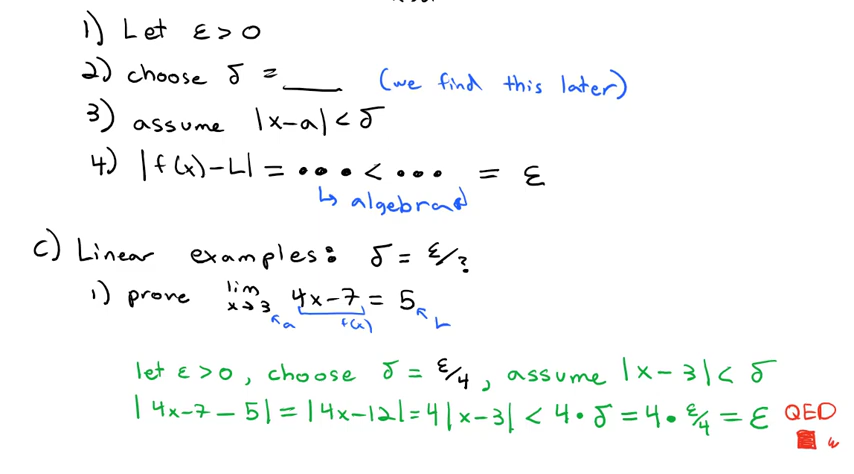 1) Let ε > 0
2) choose δ = ___ (we find this later)
3) assume |x-a| < δ
4) |f(x)-L| = ••• < ••• = ε
↳ algebra
c) Linear examples: δ = ε/?
i) prove lim x→3 4x-7 = 5
a f(x) L
let ε>0, choose δ = ε/4, assume |x-3| < δ
|4x-7-5| = |4x-12| = 4|x-3| < 4•δ = 4•ε/4 = ε QED